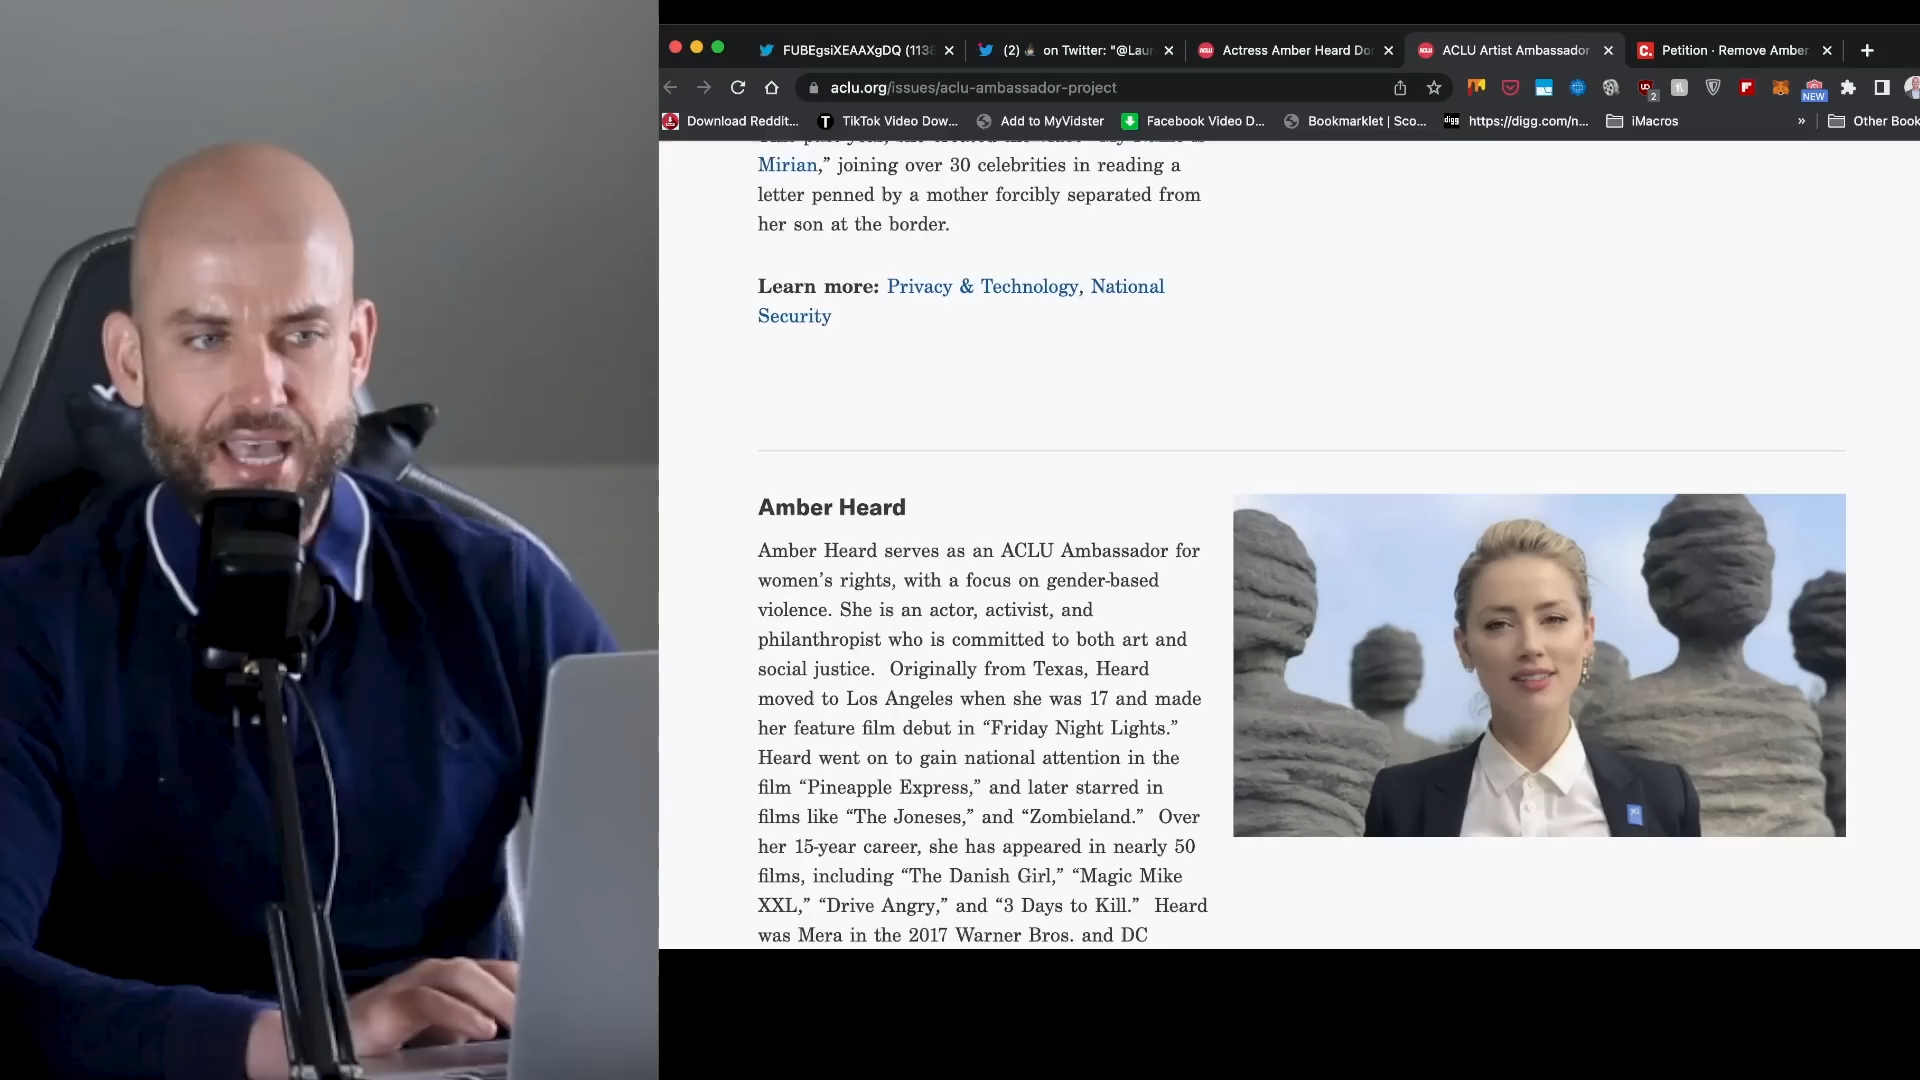 FUBEgsiXEAAXgDQ (1138
(2) on Twitter: "@Laur
Actress Amber Heard Dor
ACLU Artist Ambassador
Petition · Remove Amber
aclu.org/issues/aclu-ambassador-project
NEW
2
Download Reddit...
TikTok Video Dow...
Add to MyVidster
Facebook Video D...
Bookmarklet | Sco...
digg
https://digg.com/n...
iMacros
»
Other Book
Mirian,” joining over 30 celebrities in reading a
letter penned by a mother forcibly separated from
her son at the border.
Learn more: Privacy & Technology, National
Security
Amber Heard
Amber Heard serves as an ACLU Ambassador for
women’s rights, with a focus on gender-based
violence. She is an actor, activist, and
philanthropist who is committed to both art and
social justice. Originally from Texas, Heard
moved to Los Angeles when she was 17 and made
her feature film debut in “Friday Night Lights.”
Heard went on to gain national attention in the
film “Pineapple Express,” and later starred in
films like “The Joneses,” and “Zombieland.” Over
her 15-year career, she has appeared in nearly 50
films, including “The Danish Girl,” “Magic Mike
XXL,” “Drive Angry,” and “3 Days to Kill.” Heard
was Mera in the 2017 Warner Bros. and DC